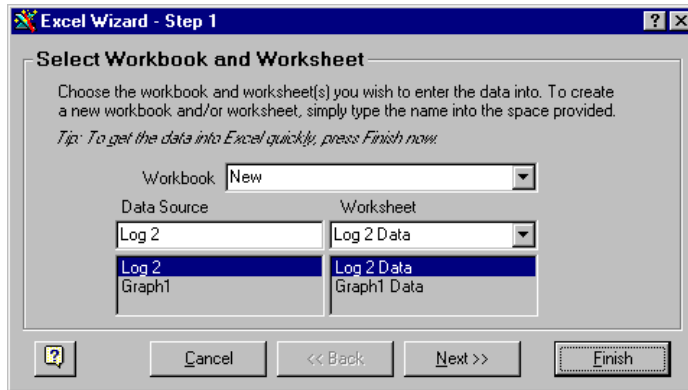 Excel Wizard - Step 1
Select Workbook and Worksheet
Choose the workbook and worksheet(s) you wish to enter the data into. To create
a new workbook and/or worksheet, simply type the name into the space provided.
Tip: To get the data into Excel quickly, press Finish now.
Workbook New
Data Source Worksheet
Log 2 Log 2 Data
Log 2 Log 2 Data
Graph1 Graph1 Data
Cancel << Back Next >> Finish